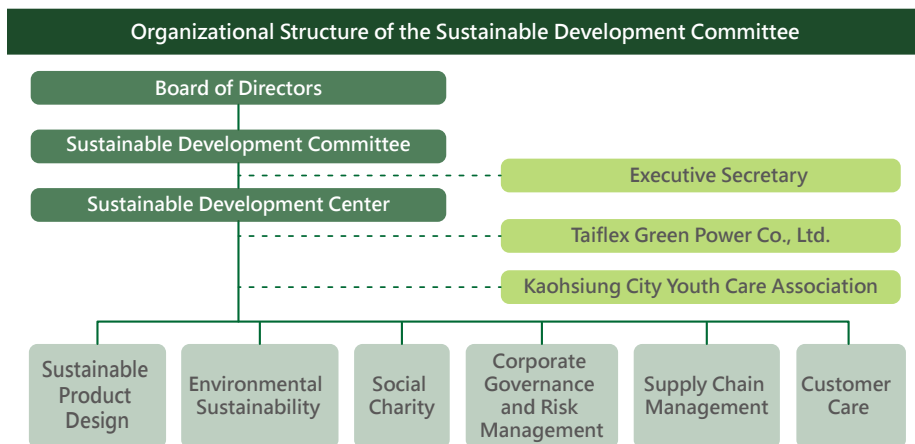 Organizational Structure of the Sustainable Development Committee
Board of Directors
Sustainable Development Committee
Executive Secretary
Sustainable Development Center
Taiflex Green Power Co., Ltd.
Kaohsiung City Youth Care Association
Sustainable
Product
Design
Environmental
Sustainability
Social
Charity
Corporate
Governance
and Risk
Management
Supply Chain
Management
Customer
Care